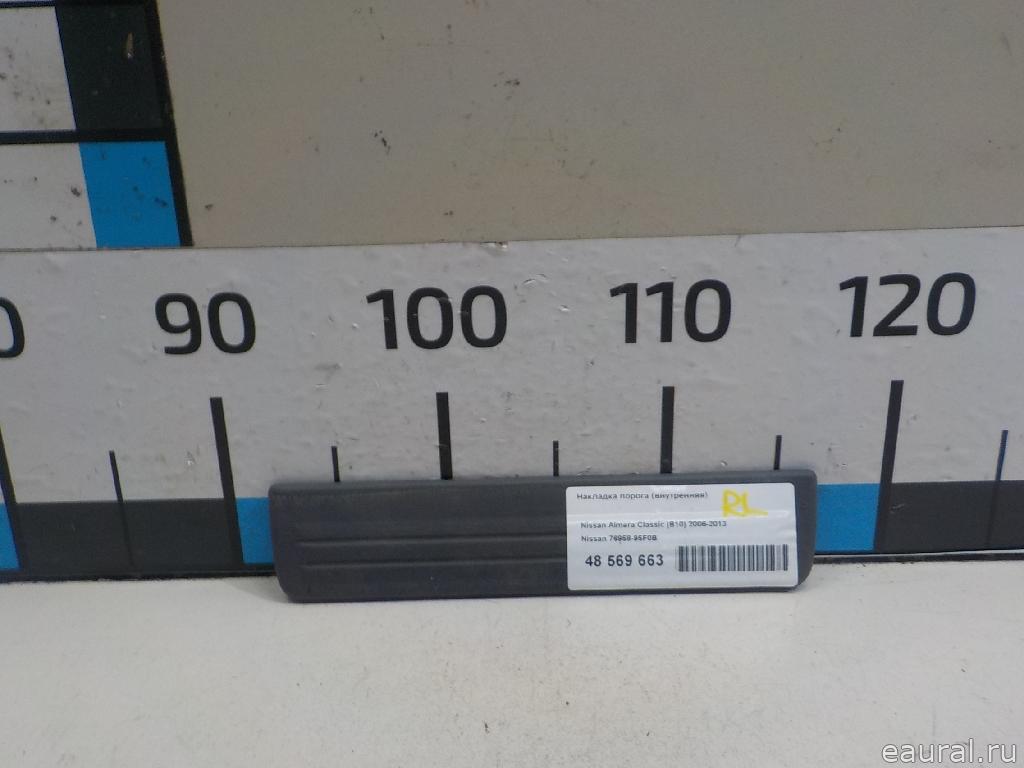 0 90 100 110 120
Накладка порога (внутренняя)
RL
Nissan Almera Classic (B10) 2006-2013
Nissan 76959-95F0B
48 569 663
eaural.ru